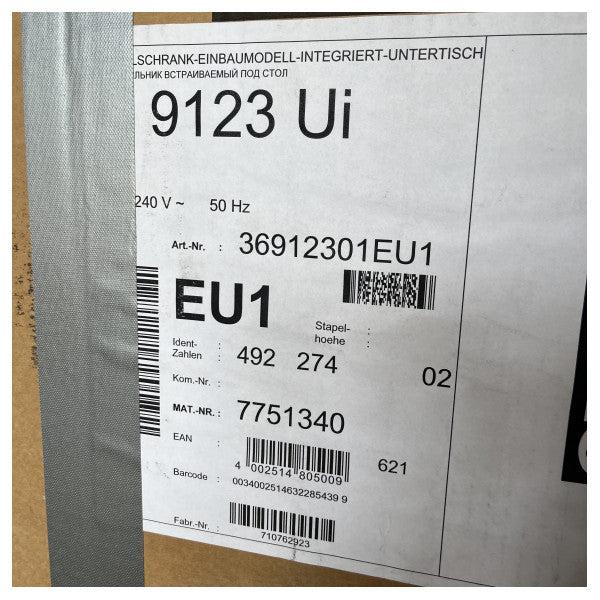 LSCHRANK-EINBAUMODELL-INTEGRIERT-UNTERTISCH
ЛЬНИК ВСТРАИВАЕМЫЙ ПОД СТОЛ
9123 Ui
240 V ~ 50 Hz
Art.-Nr. : 36912301EU1
EU1
Stapel- :
hoehe :
Ident-
Zahlen : 492 274 02
Kom.-Nr. :
MAT.-NR. : 7751340
EAN :
4 002514 805009
621
Barcode : 0034002514632285439 9
Fabr.-Nr. :
710762923